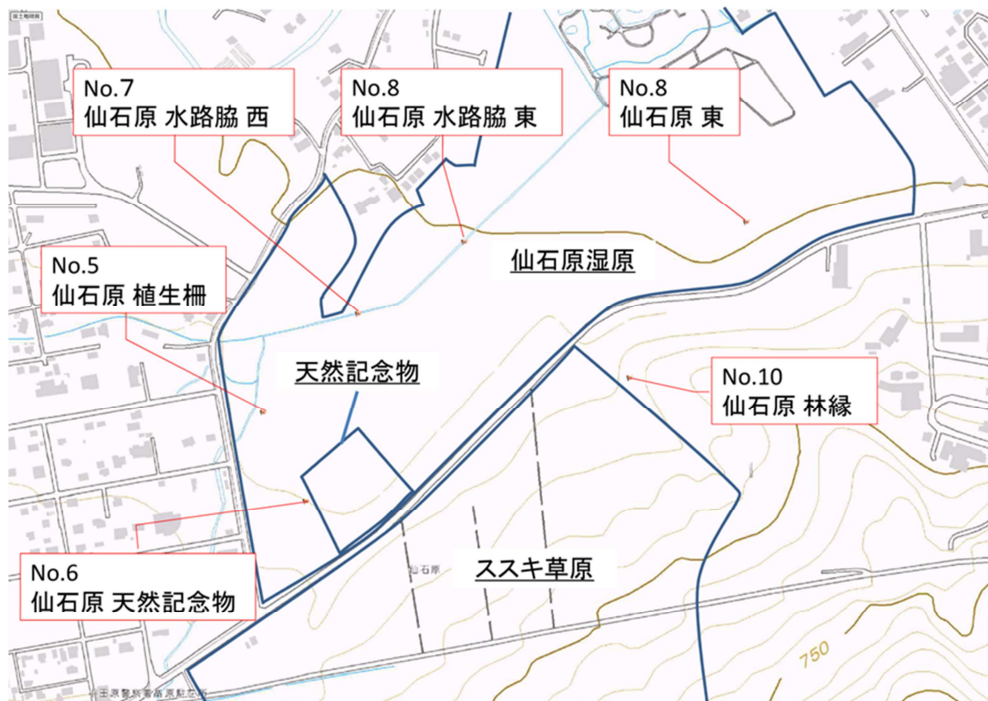 No.7
仙石原 水路脇 西
No.8
仙石原 水路脇 東
No.8
仙石原 東
No.5
仙石原 植生柵
仙石原湿原
天然記念物
No.10
仙石原 林縁
No.6
仙石原 天然記念物
仙石原
ススキ草原
750